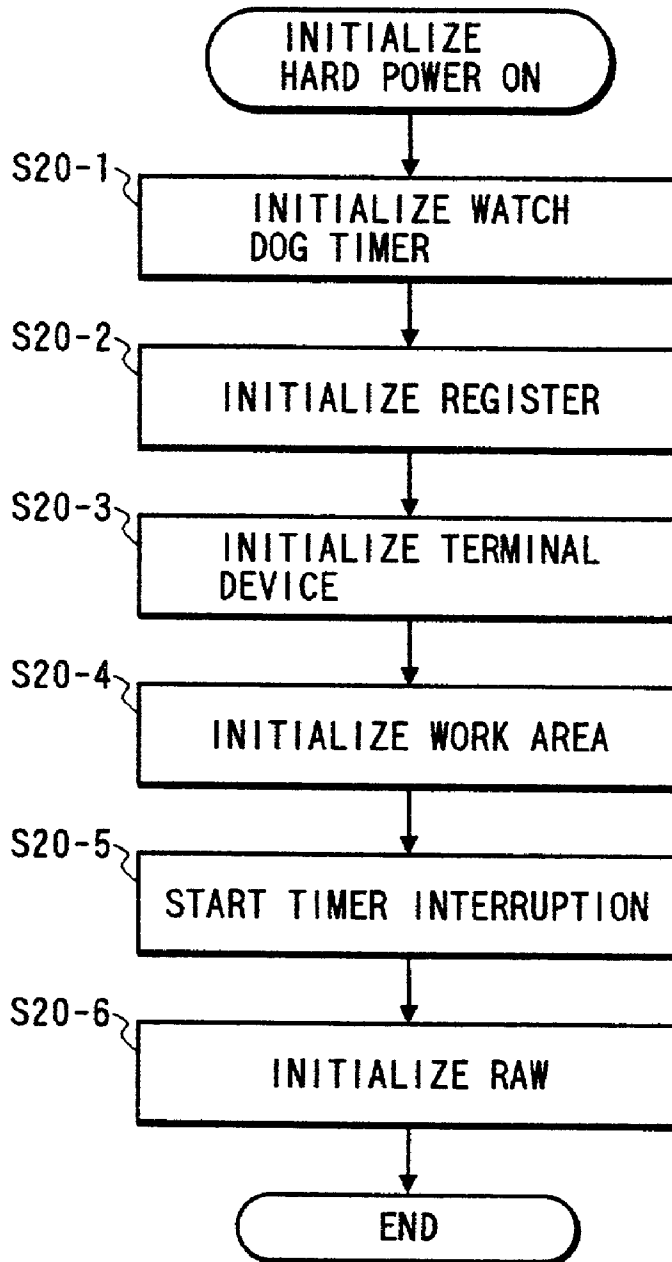 INITIALIZE
HARD POWER ON
S20-1
INITIALIZE WATCH
DOG TIMER
S20-2
INITIALIZE REGISTER
S20-3
INITIALIZE TERMINAL
DEVICE
S20-4
INITIALIZE WORK AREA
S20-5
START TIMER INTERRUPTION
S20-6
INITIALIZE RAW
END